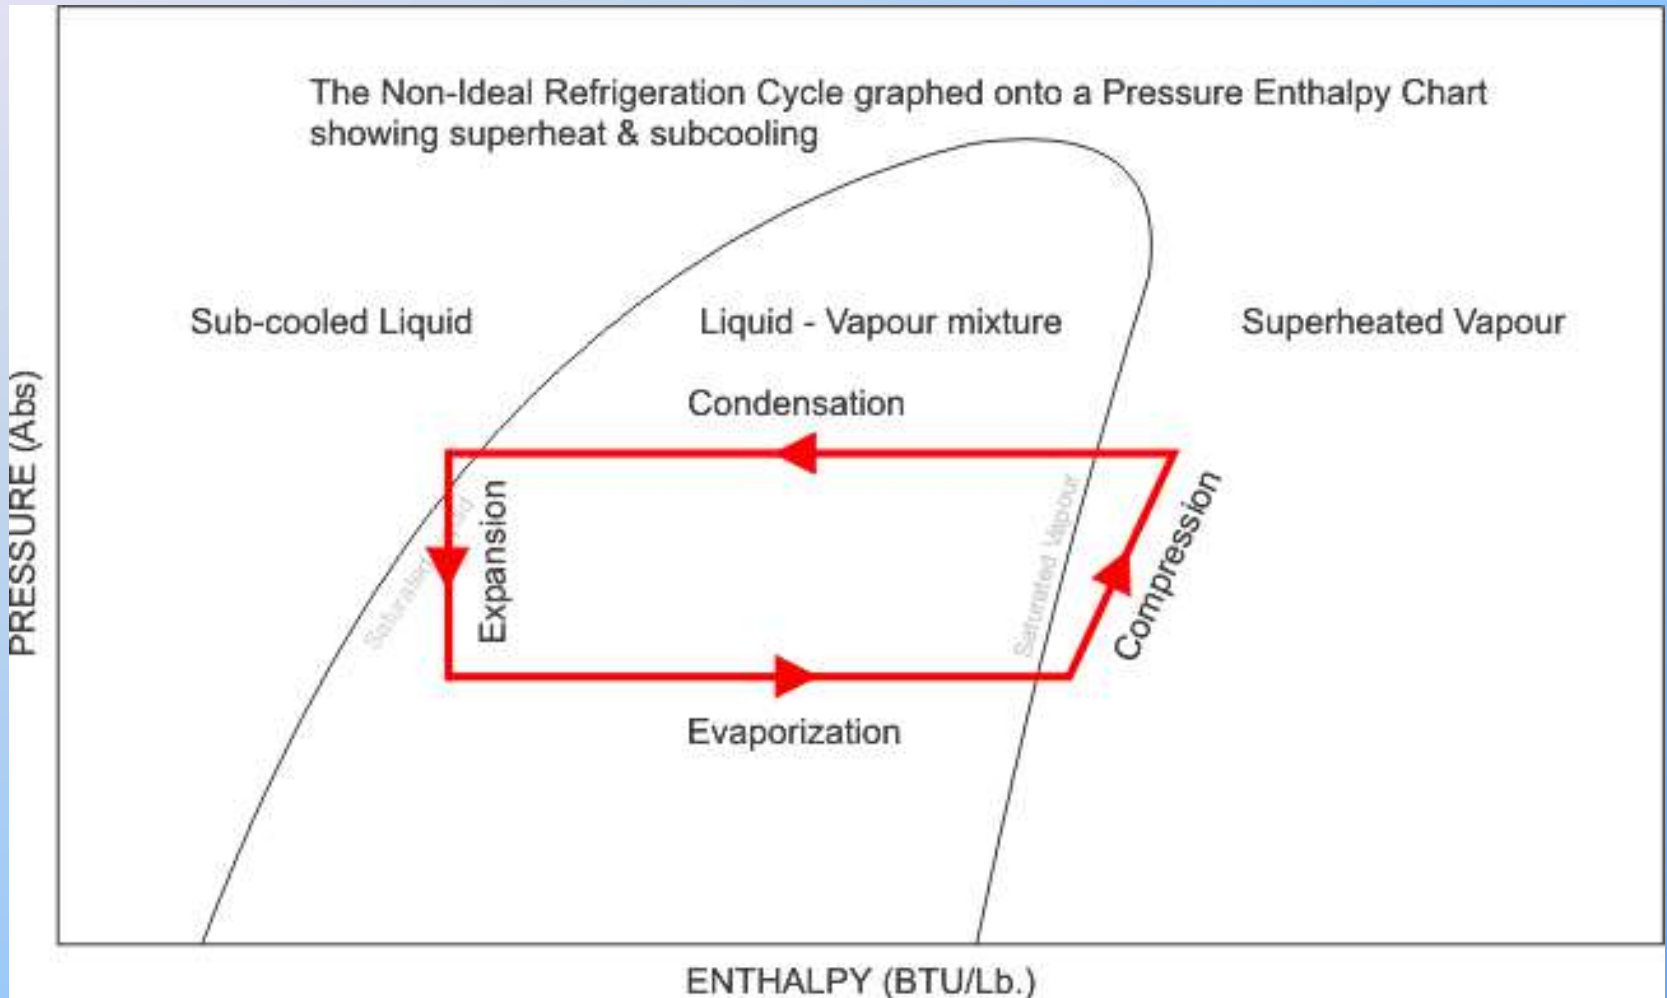 The Non-Ideal Refrigeration Cycle graphed onto a Pressure Enthalpy Chart
showing superheat & subcooling
Sub-cooled Liquid
Liquid - Vapour mixture
Superheated Vapour
Condensation
PRESSURE (Abs)
Saturated
Expansion
Saturated Vapour
Compression
Evaporization
ENTHALPY (BTU/Lb.)